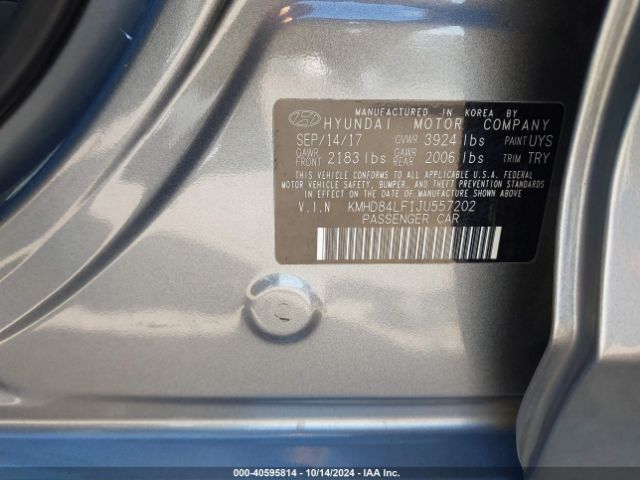 MANUFACTURED IN KOREA BY
HYUNDAI MOTOR COMPANY
SEP/14/17 GVWR 3924 lbs PAINT UYS
GAWR FRONT 2183 lbs GAWR REAR 2006 lbs TRIM TRY
THIS VEHICLE CONFORMS TO ALL APPLICABLE U.S.A. FEDERAL
MOTOR VEHICLE SAFETY, BUMPER, AND THEFT PREVENTION STANDARDS
IN EFFECT ON THE DATE OF MANUFACTURE SHOWN ABOVE.
V.I.N KMHD84LF1JU557202
PASSENGER CAR
000-40595814 | 10/14/2024 | IAA Inc.